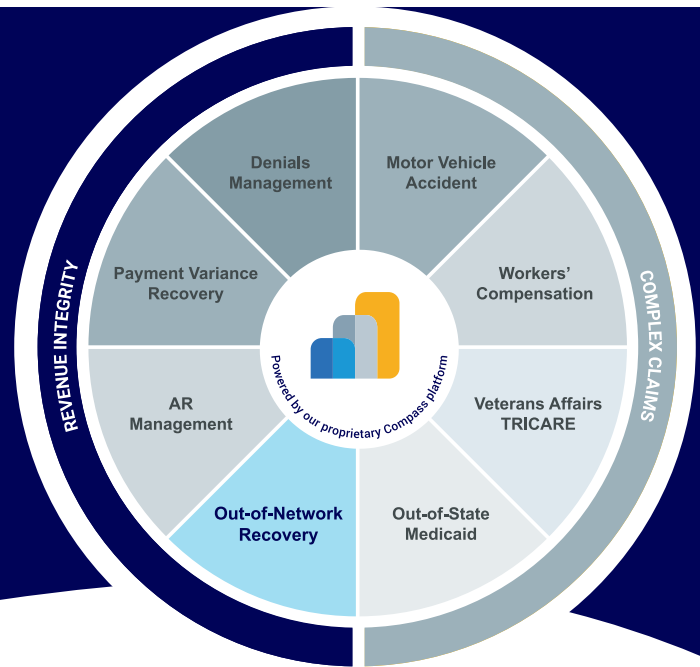 Denials
Management
Motor Vehicle
Accident
Payment Variance
Recovery
Workers’
Compensation
REVENUE INTEGRITY
COMPLEX CLAIMS
Powered by our proprietary Compass platform
AR
Management
Veterans Affairs
TRICARE
Out-of-Network
Recovery
Out-of-State
Medicaid